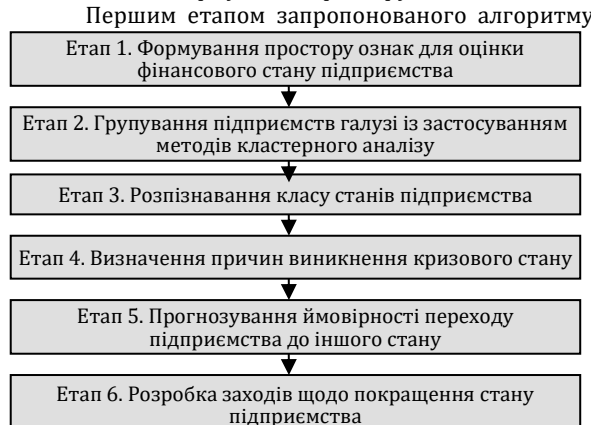 Першим етапом запропонованого алгоритму
Етап 1. Формування простору ознак для оцінки
фінансового стану підприємства
Етап 2. Групування підприємств галузі із застосуванням
методів кластерного аналізу
Етап 3. Розпізнавання класу станів підприємства
Етап 4. Визначення причин виникнення кризового стану
Етап 5. Прогнозування ймовірності переходу
підприємства до іншого стану
Етап 6. Розробка заходів щодо покращення стану
підприємства